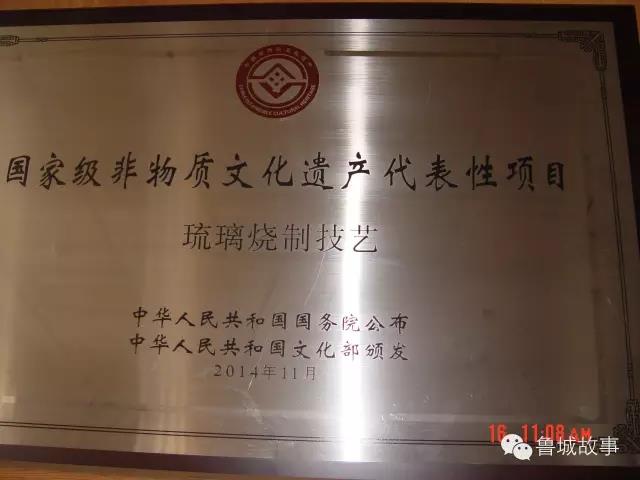 国家级非物质文化遗产代表性项目
琉璃烧制技艺
中华人民共和国国务院公布
中华人民共和国文化部颁发
2014年11月
16 11:08AM
鲁城故事